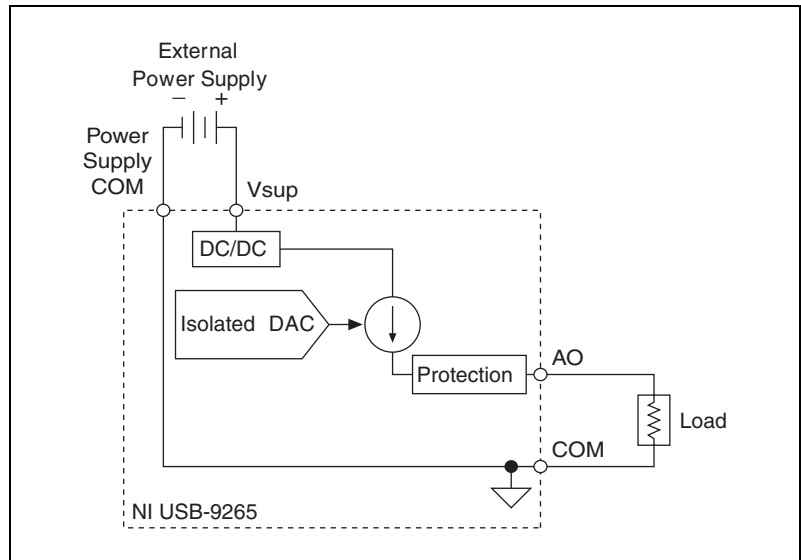 External
Power Supply
– +
Power
Supply
COM
Vsup
DC/DC
Isolated DAC
Protection
AO
Load
COM
NI USB-9265